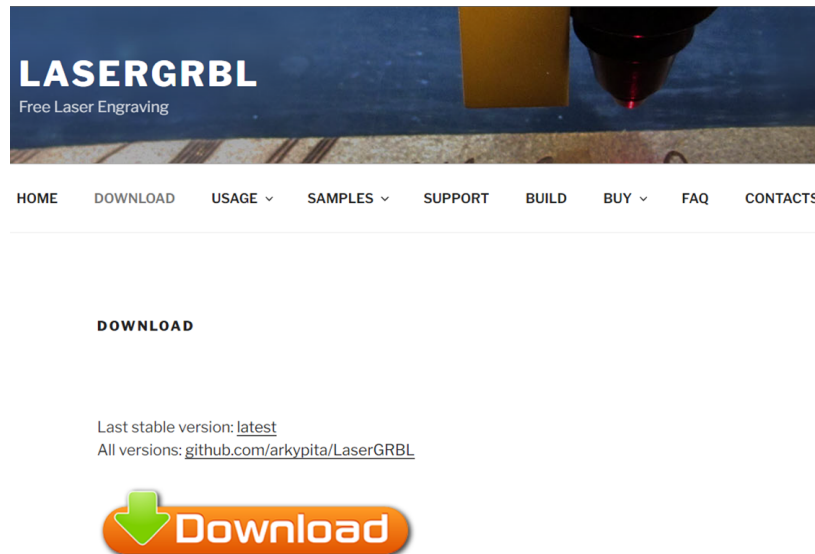 LASERGRBL
Free Laser Engraving
HOME DOWNLOAD USAGE SAMPLES SUPPORT BUILD BUY FAQ CONTACTS
DOWNLOAD
Last stable version: latest
All versions: github.com/arkypita/LaserGRBL
Download